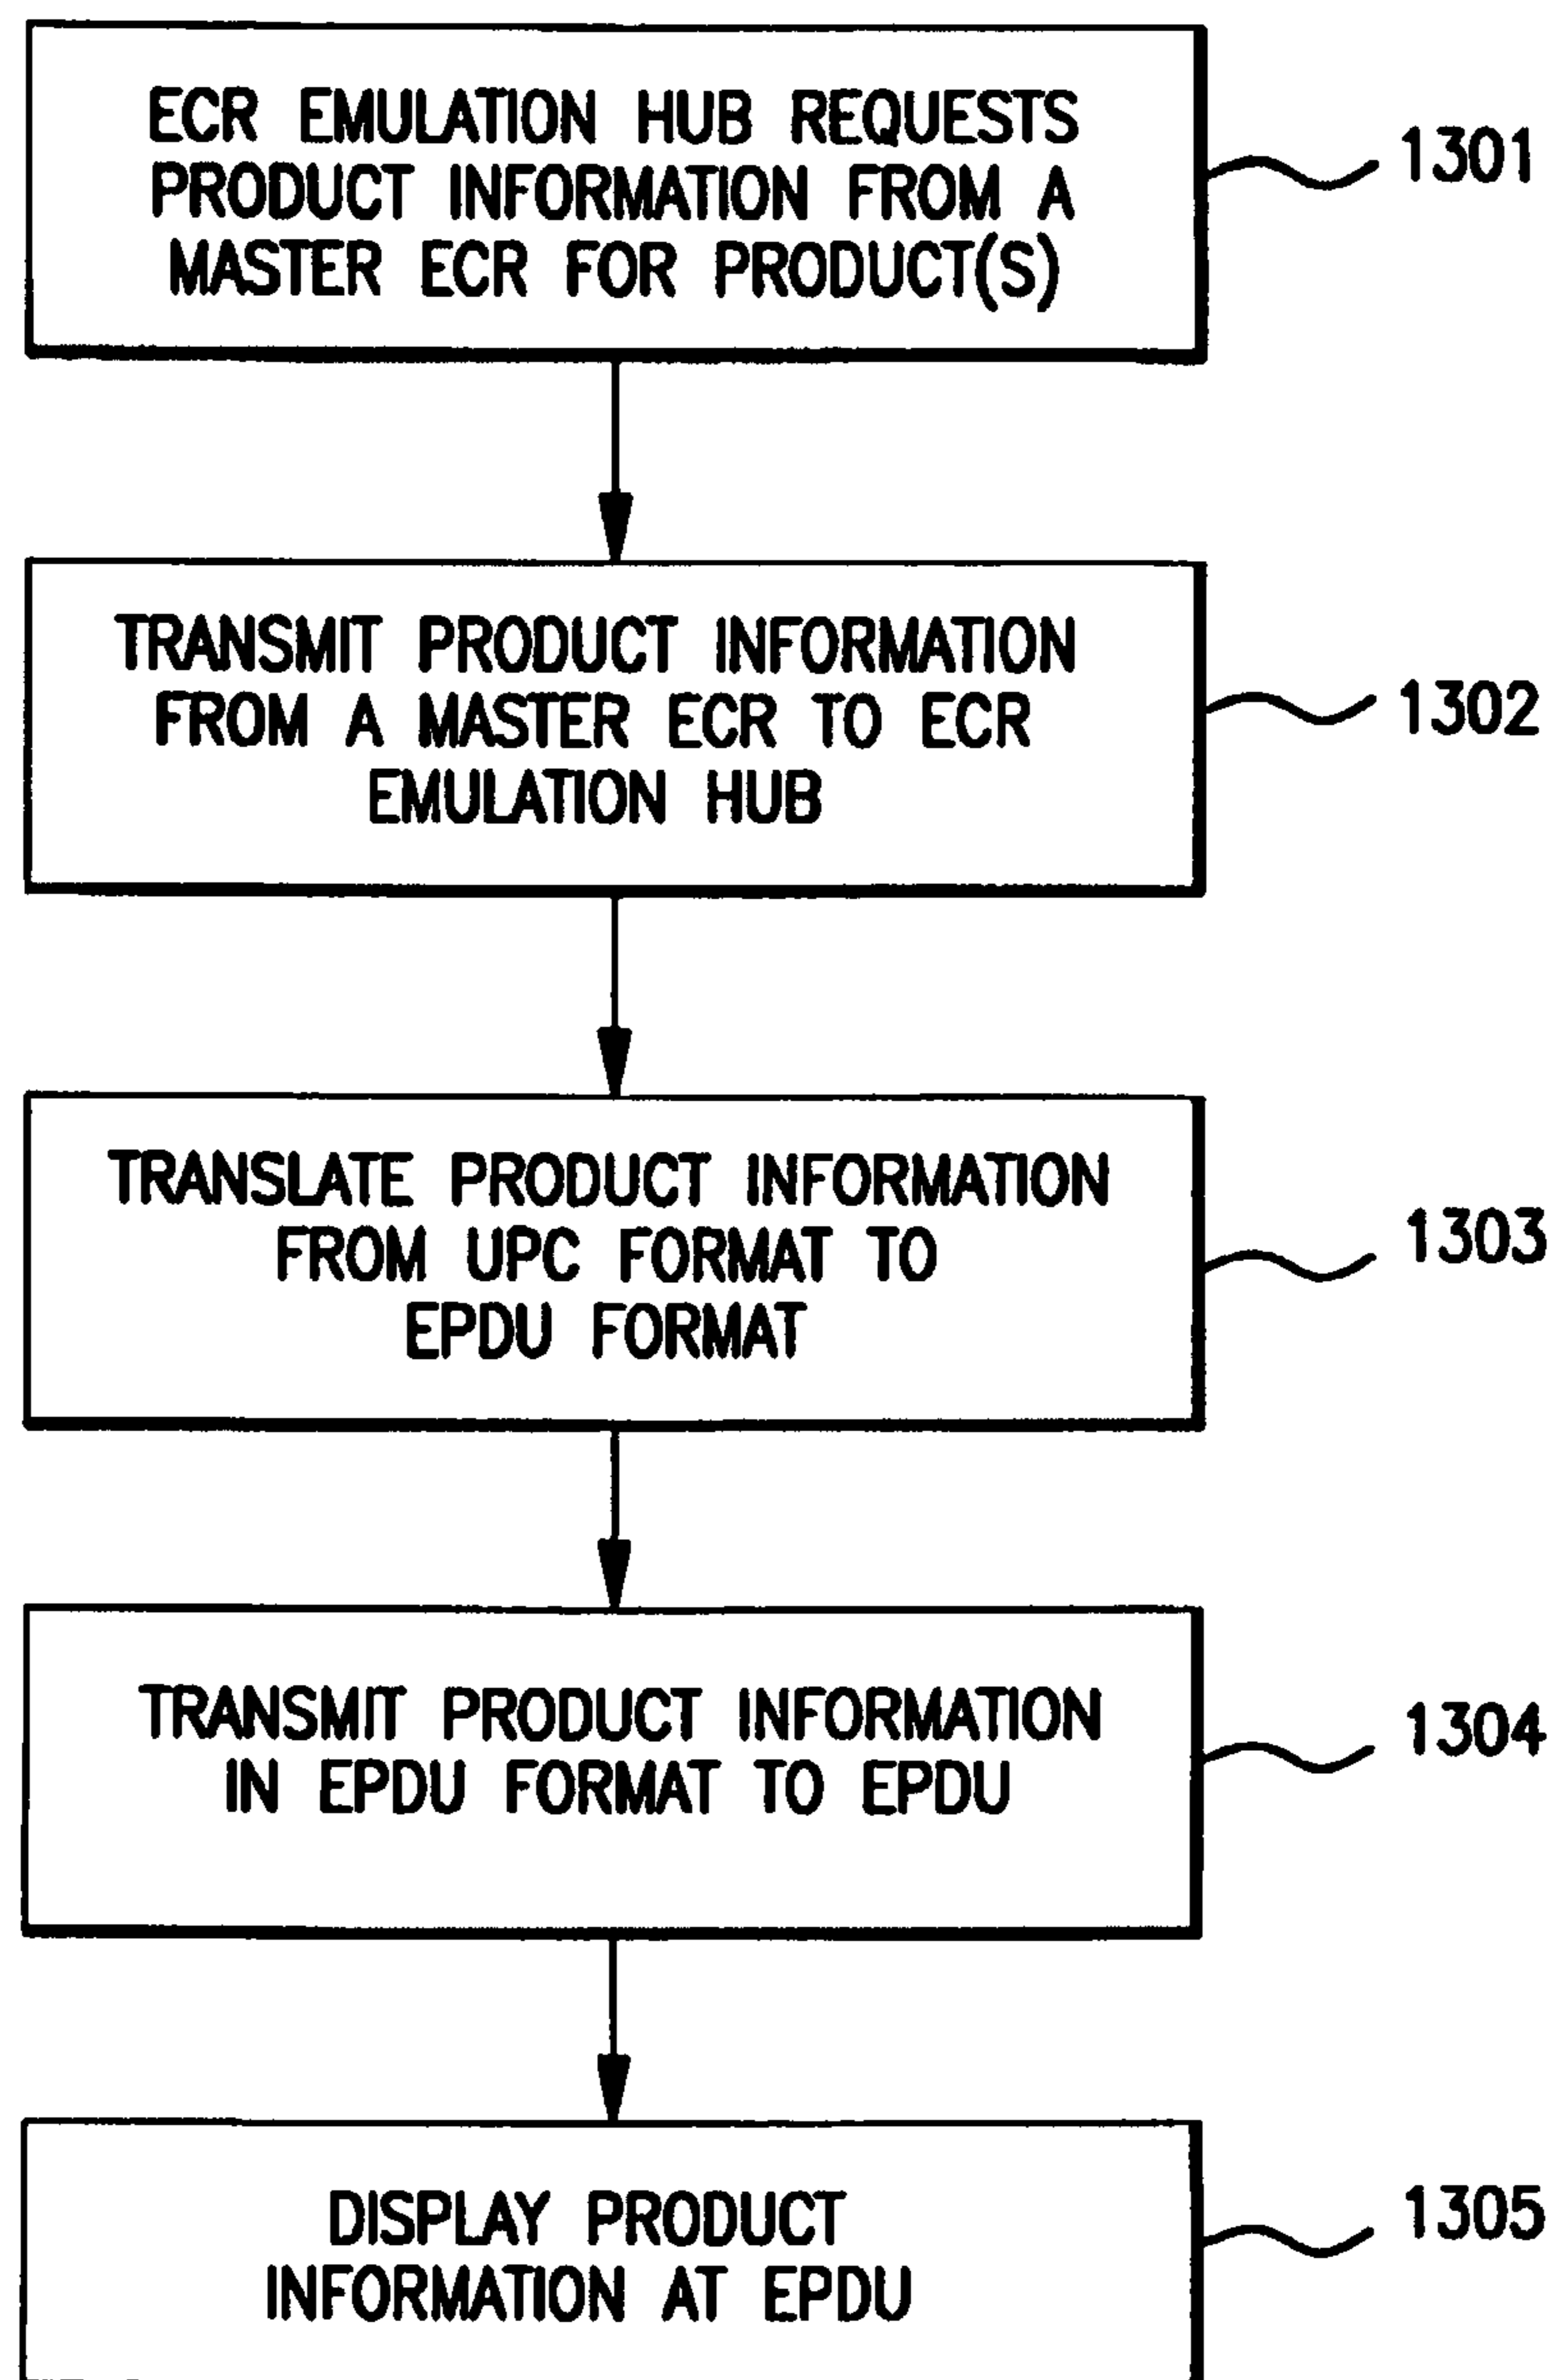 ECR EMULATION HUB REQUESTS
PRODUCT INFORMATION FROM A
MASTER ECR FOR PRODUCT(S)
1301
TRANSMIT PRODUCT INFORMATION
FROM A MASTER ECR TO ECR
EMULATION HUB
1302
TRANSLATE PRODUCT INFORMATION
FROM UPC FORMAT TO
EPDU FORMAT
1303
TRANSMIT PRODUCT INFORMATION
IN EPDU FORMAT TO EPDU
1304
DISPLAY PRODUCT
INFORMATION AT EPDU
1305